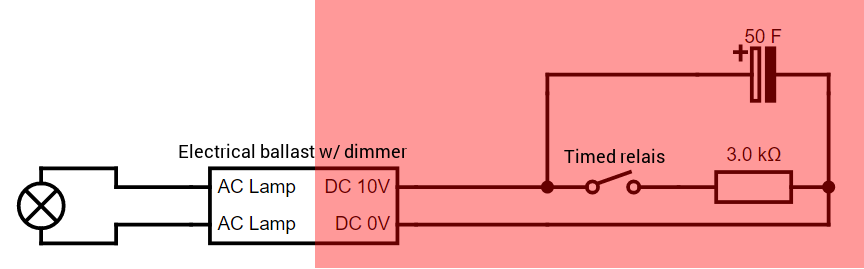 50 F
+
Electrical ballast w/ dimmer
Timed relais
3.0 kΩ
AC Lamp DC 10V
AC Lamp DC 0V